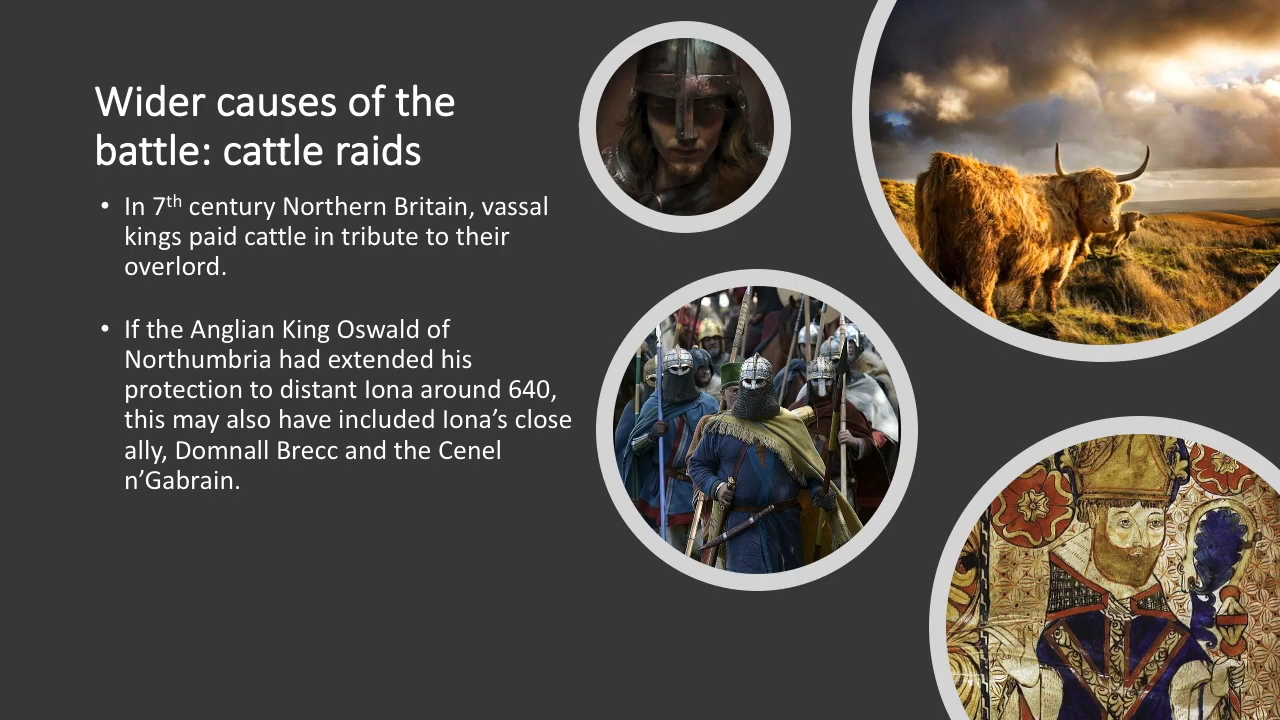 Wider causes of the
battle: cattle raids
• In 7th century Northern Britain, vassal
kings paid cattle in tribute to their
overlord.
• If the Anglian King Oswald of
Northumbria had extended his
protection to distant Iona around 640,
this may also have included Iona’s close
ally, Domnall Brecc and the Cenel
n’Gabrain.